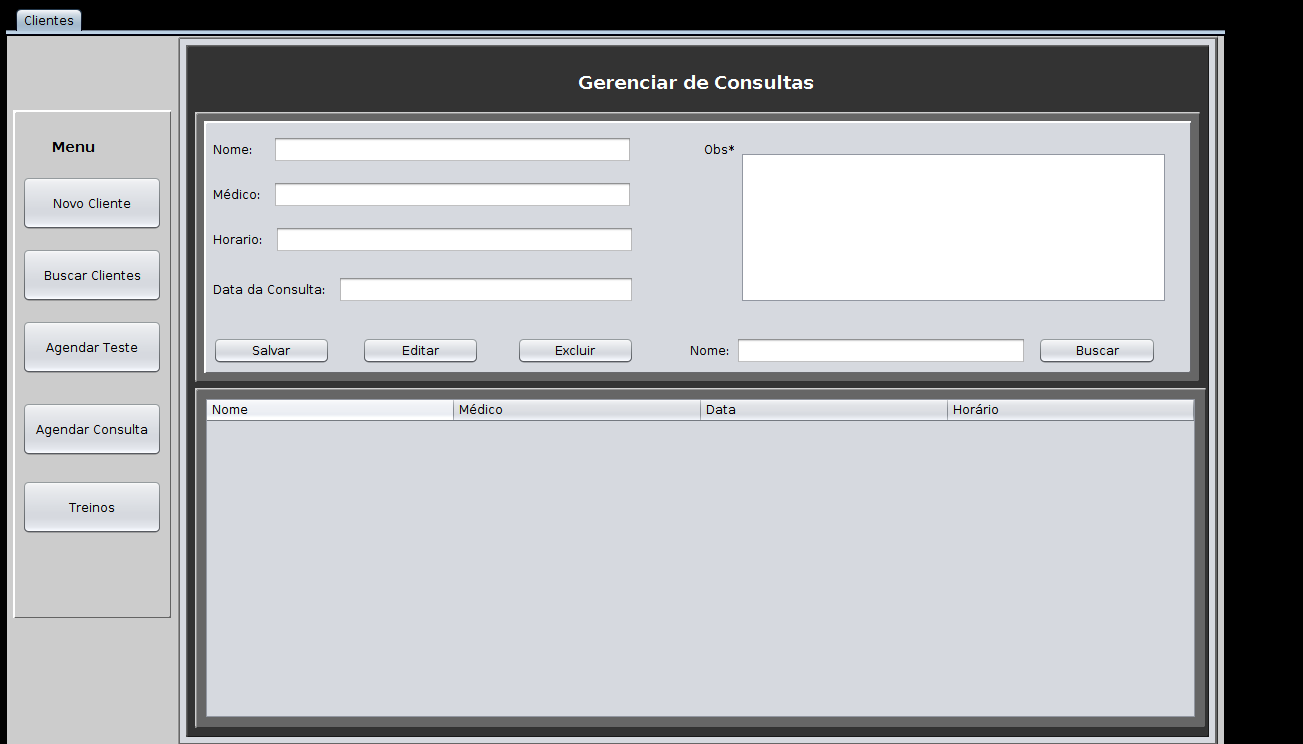 Clientes
Gerenciar de Consultas
Menu
Novo Cliente
Buscar Clientes
Agendar Teste
Agendar Consulta
Treinos
Nome:
Médico:
Horario:
Data da Consulta:
Obs*
Salvar Editar Excluir Nome: Buscar
Nome Médico Data Horário